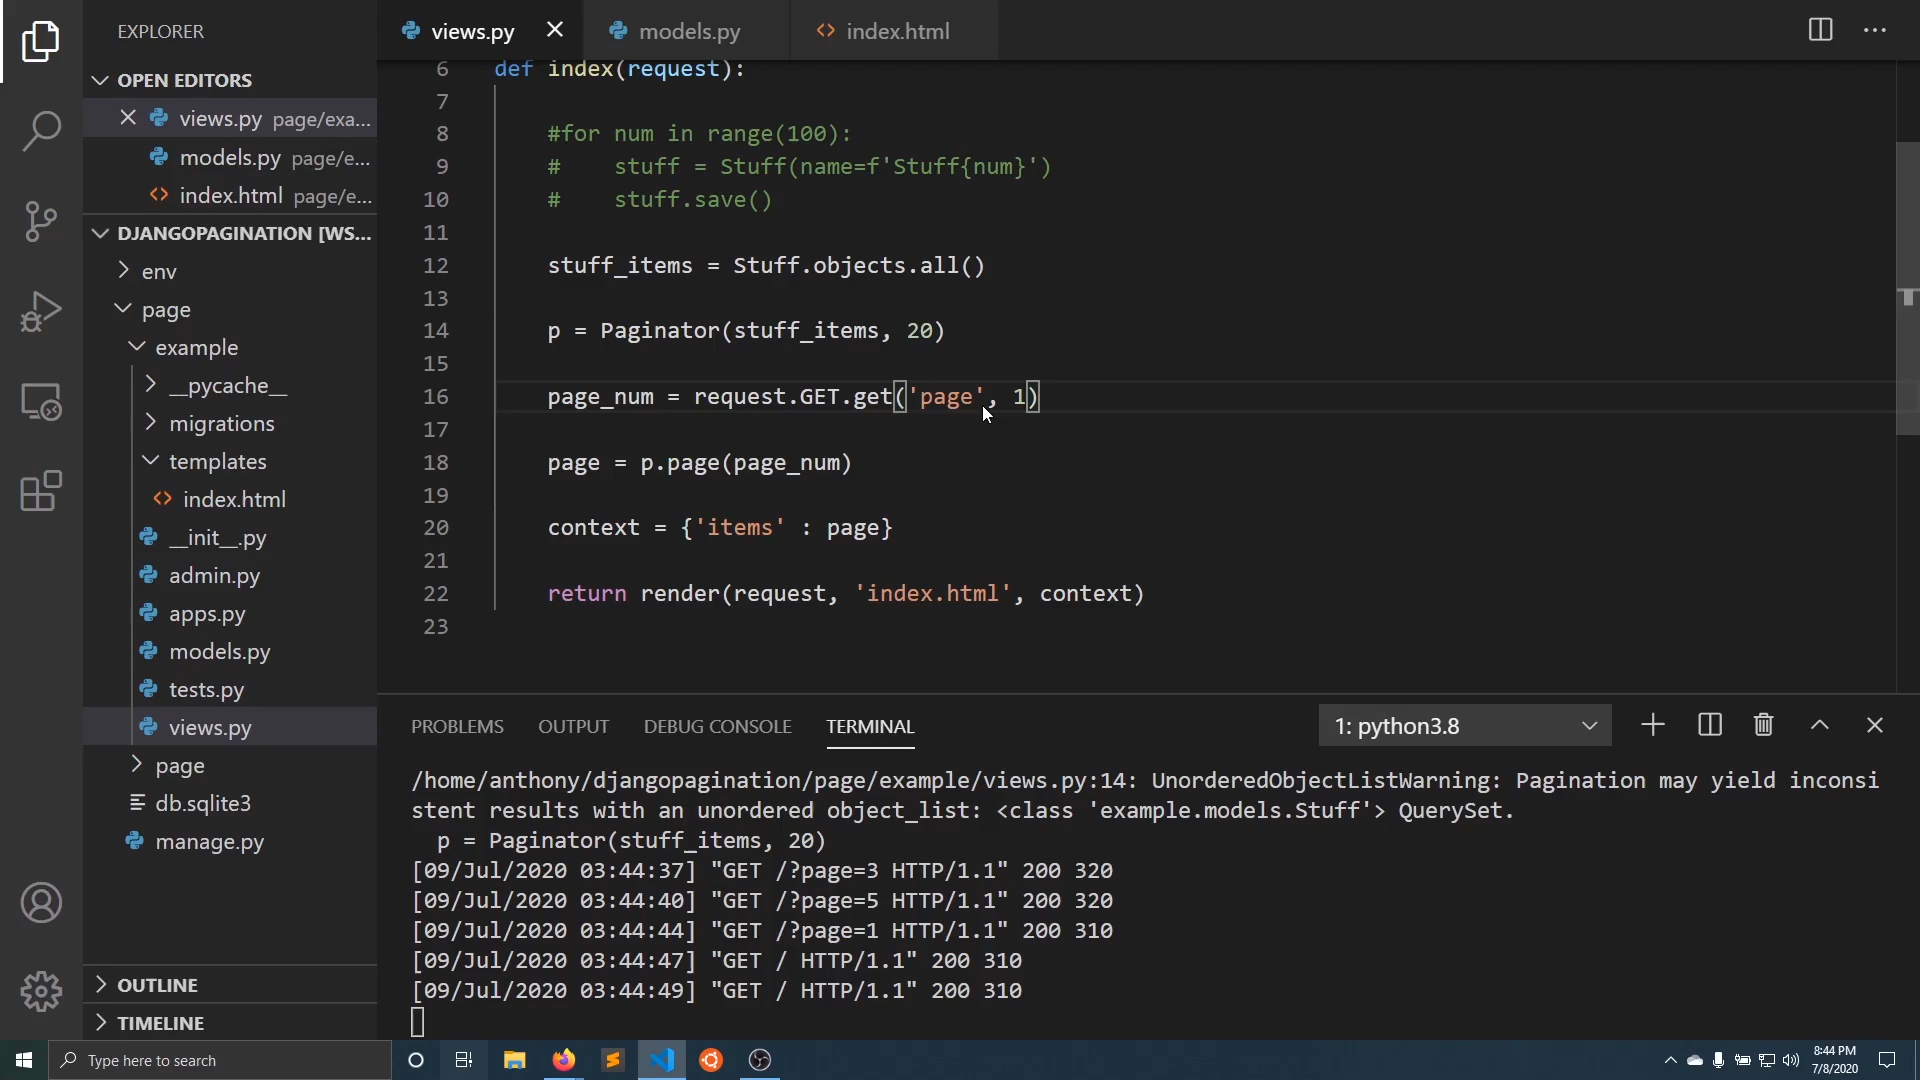 EXPLORER
OPEN EDITORS
views.py page/exa...
models.py page/e...
index.html page/e...
DJANGOPAGINATION [WS...
env
page
example
__pycache__
migrations
templates
index.html
__init__.py
admin.py
apps.py
models.py
tests.py
views.py
page
db.sqlite3
manage.py
OUTLINE
TIMELINE
views.py
models.py
index.html
6 def index(request):
7
8 #for num in range(100):
9 #    stuff = Stuff(name=f'Stuff{num}')
10 #    stuff.save()
11
12 stuff_items = Stuff.objects.all()
13
14 p = Paginator(stuff_items, 20)
15
16 page_num = request.GET.get('page', 1)
17
18 page = p.page(page_num)
19
20 context = {'items' : page}
21
22 return render(request, 'index.html', context)
23
PROBLEMS OUTPUT DEBUG CONSOLE TERMINAL 1: python3.8
/home/anthony/djangopagination/page/example/views.py:14: UnorderedObjectListWarning: Pagination may yield inconsi
stent results with an unordered object_list: <class 'example.models.Stuff'> QuerySet.
  p = Paginator(stuff_items, 20)
[09/Jul/2020 03:44:37] "GET /?page=3 HTTP/1.1" 200 320
[09/Jul/2020 03:44:40] "GET /?page=5 HTTP/1.1" 200 320
[09/Jul/2020 03:44:44] "GET /?page=1 HTTP/1.1" 200 310
[09/Jul/2020 03:44:47] "GET / HTTP/1.1" 200 310
[09/Jul/2020 03:44:49] "GET / HTTP/1.1" 200 310
Type here to search
8:44 PM
7/8/2020